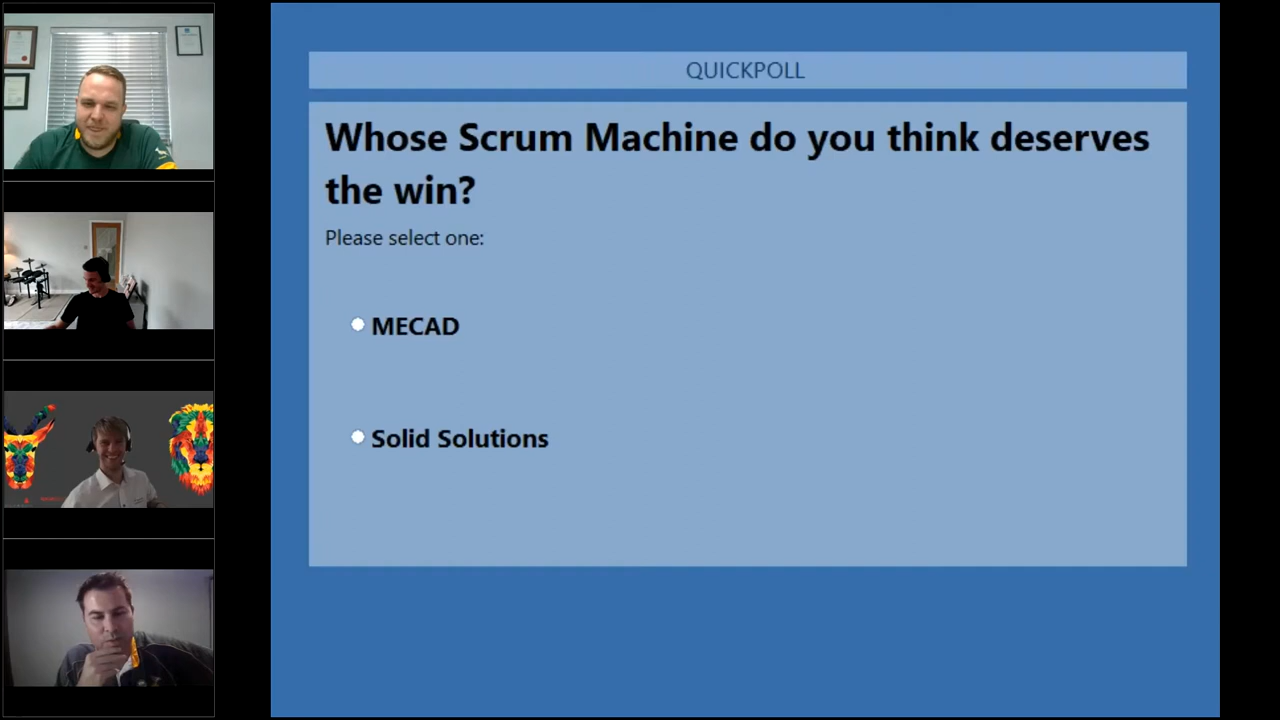 QUICKPOLL
Whose Scrum Machine do you think deserves
the win?
Please select one:
MECAD
Solid Solutions